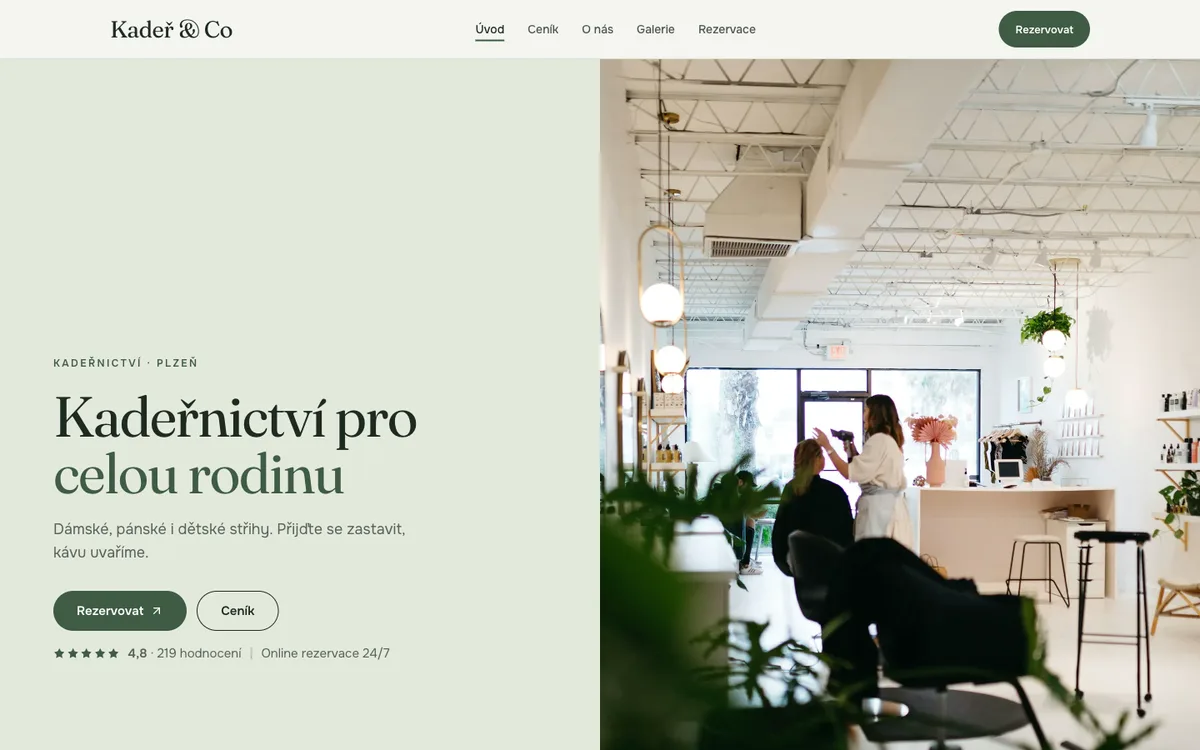 Kadeř & Co
Úvod
Ceník
O nás
Galerie
Rezervace
Rezervovat
KADEŘNICTVÍ · PLZEŇ
Kadeřnictví pro
celou rodinu
Dámské, pánské i dětské střihy. Přijďte se zastavit,
kávu uvaříme.
Rezervovat
Ceník
4,8 · 219 hodnocení | Online rezervace 24/7